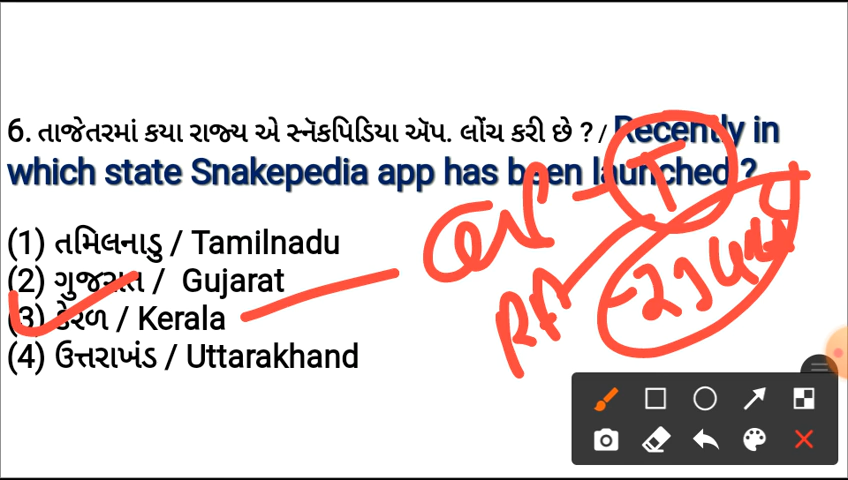 6. તાજેતરમાં કયા રાજ્ય એ સ્નૅકપિડિયા ઍપ. લોંચ કરી છે ? / Recently in
which state Snakepedia app has been launched ?
(1) તમિલનાડુ / Tamilnadu
(2) ગુજરાત / Gujarat
(3) કેરળ / Kerala
(4) ઉત્તરાખંડ / Uttarakhand